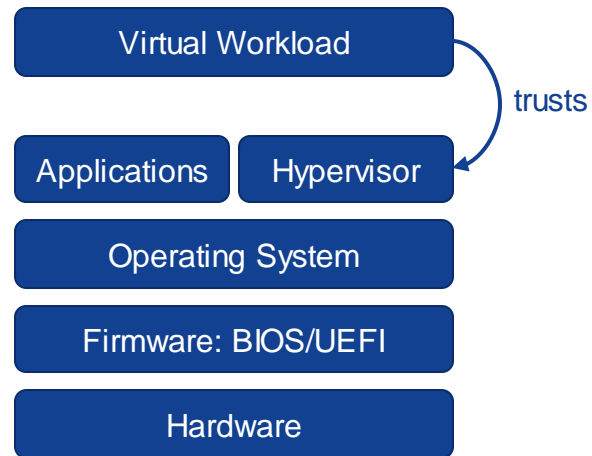 Virtual Workload
trusts
Applications
Hypervisor
Operating System
Firmware: BIOS/UEFI
Hardware